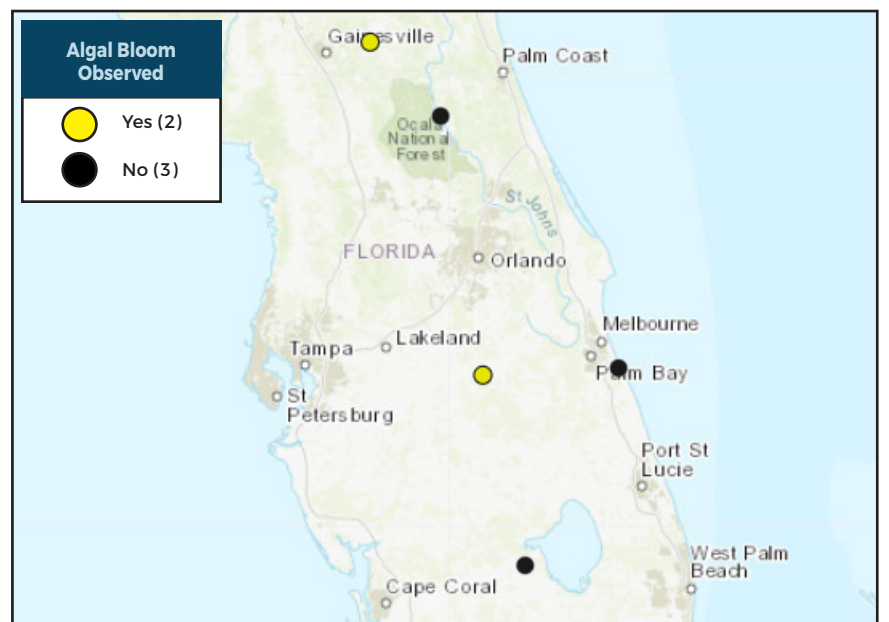 Algal Bloom
Observed
Yes (2)
No (3)
Gainesville
Palm Coast
Ocala
National
Forest
St Johns
FLORIDA
Orlando
Melbourne
Lakeland
Tampa
Palm Bay
St
Petersburg
Port St
Lucie
West Palm
Beach
Cape Coral